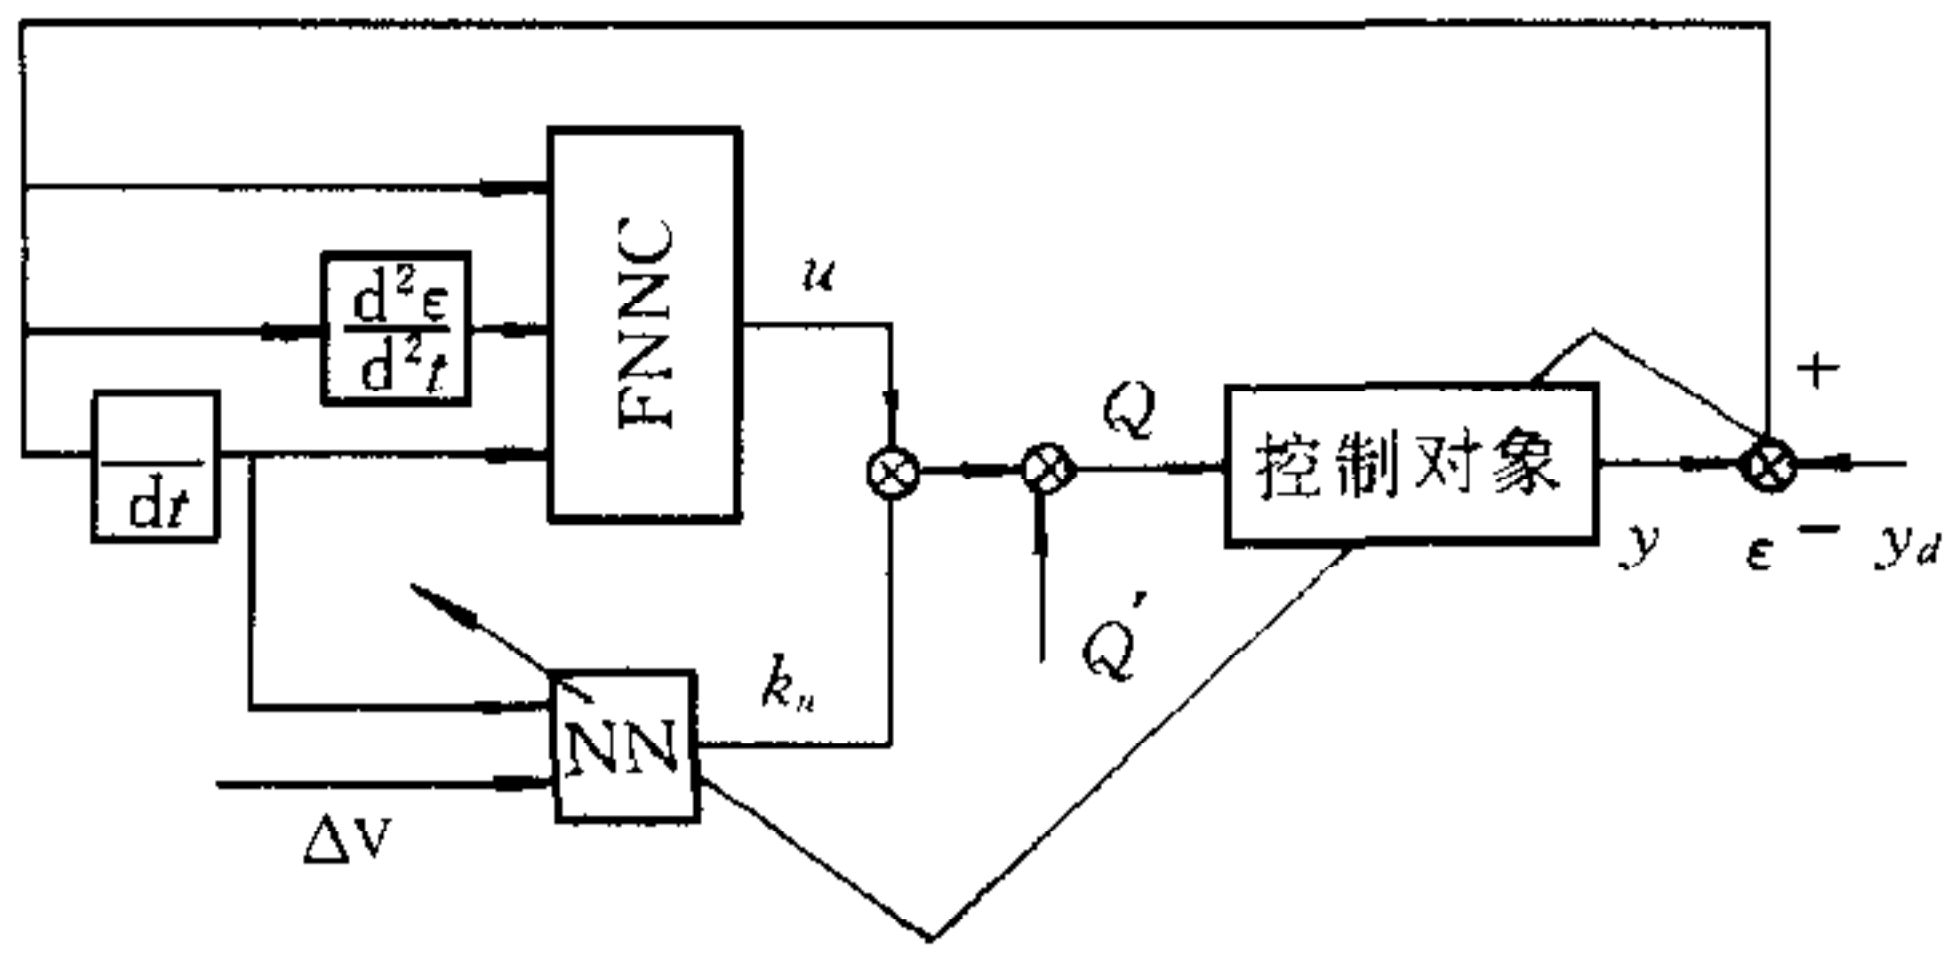 FNNC
d²ε
d²t
u
dt
Q
控制对象
+
y
ε
−
y_d
Q′
k_u
NN
ΔV